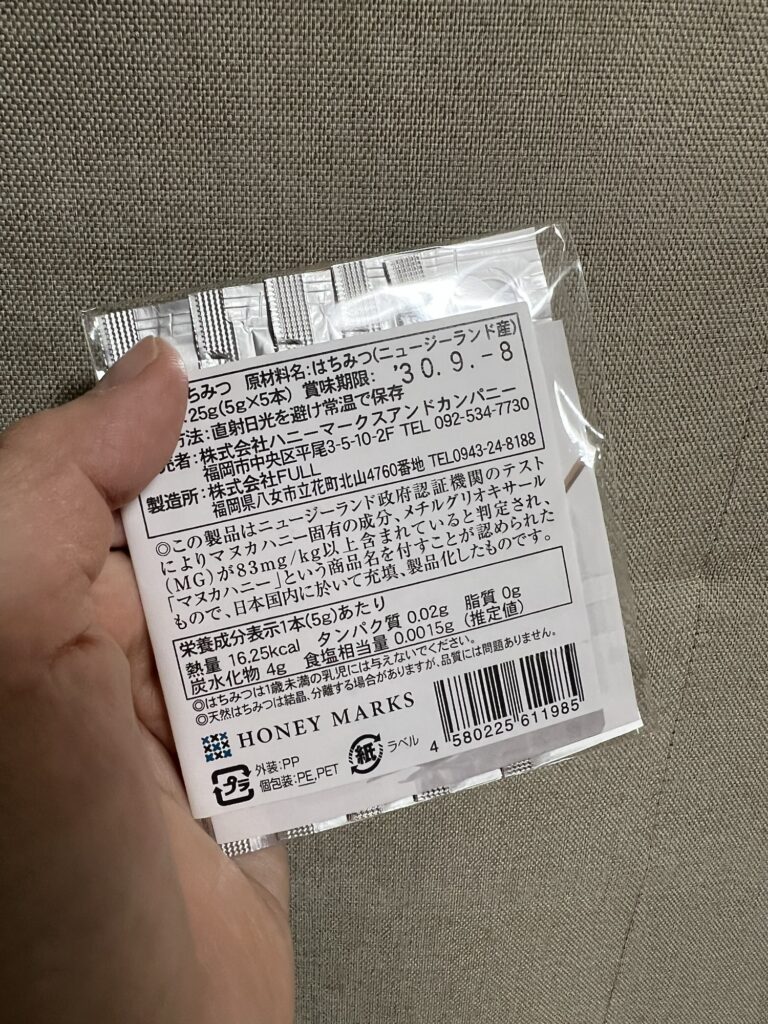 ちみつ 原材料名:はちみつ(ニュージーランド産)
25g(5g×5本) 賞味期限: '30.9.-8
方法:直射日光を避け常温で保存
売者:株式会社ハニーマークスアンドカンパニー
福岡市中央区平尾3-5-10-2F TEL 092-534-7730
製造所:株式会社FULL
福岡県八女市立花町北山4760番地 TEL0943-24-8188
◎この製品はニュージーランド政府認証機関のテスト
によりマヌカハニー固有の成分、メチルグリオキサール
(MG)が83mg/kg以上含まれていると判定され、
「マヌカハニー」という商品名を付すことが認められた
もので、日本国内に於いて充填、製品化したものです。
栄養成分表示1本(5g)あたり
熱量 16.25kcal タンパク質 0.02g 脂質 0g
炭水化物 4g 食塩相当量 0.0015g (推定値)
◎はちみつは1歳未満の乳児には与えないでください。
◎天然はちみつは結晶、分離する場合がありますが、品質には問題ありません。
HONEY MARKS
プラ 外装:PP
個包装:PE,PET
紙 ラベル
4 580225 611985